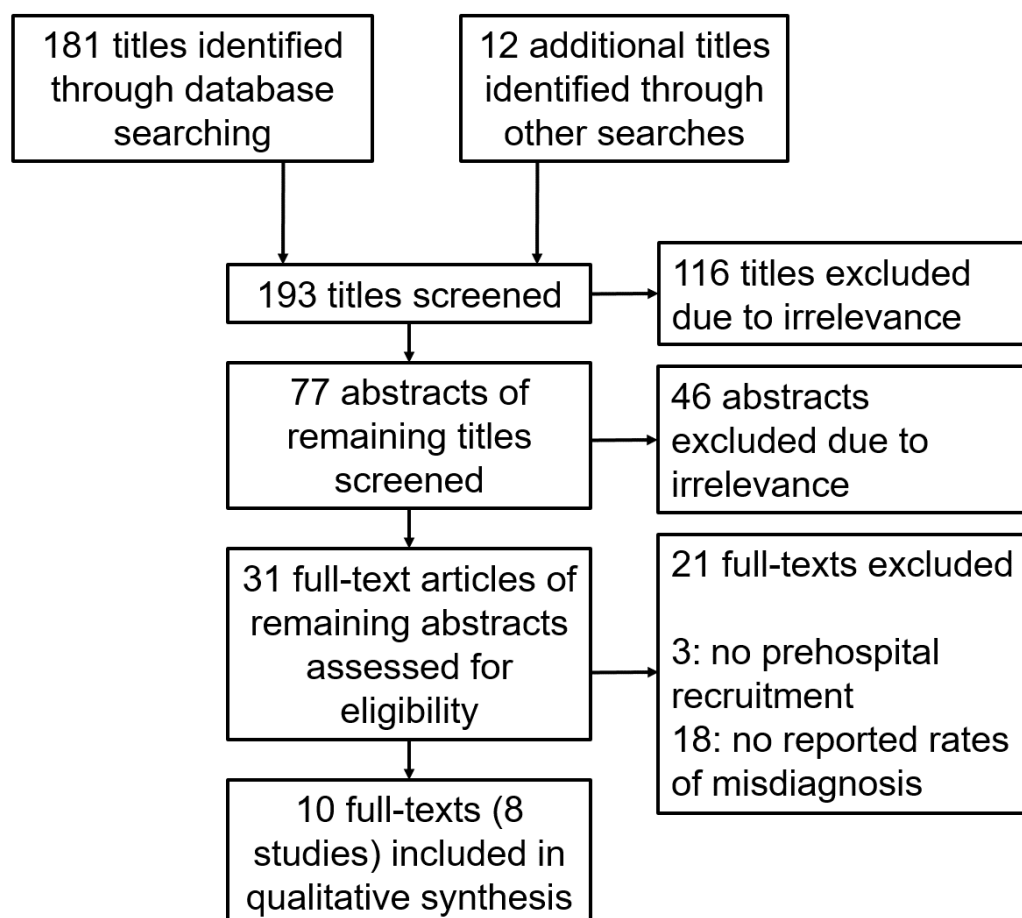 181 titles identified
through database
searching
12 additional titles
identified through
other searches
193 titles screened
116 titles excluded
due to irrelevance
77 abstracts of
remaining titles
screened
46 abstracts
excluded due to
irrelevance
31 full-text articles of
remaining abstracts
assessed for
eligibility
21 full-texts excluded
3: no prehospital
recruitment
18: no reported rates
of misdiagnosis
10 full-texts (8
studies) included in
qualitative synthesis